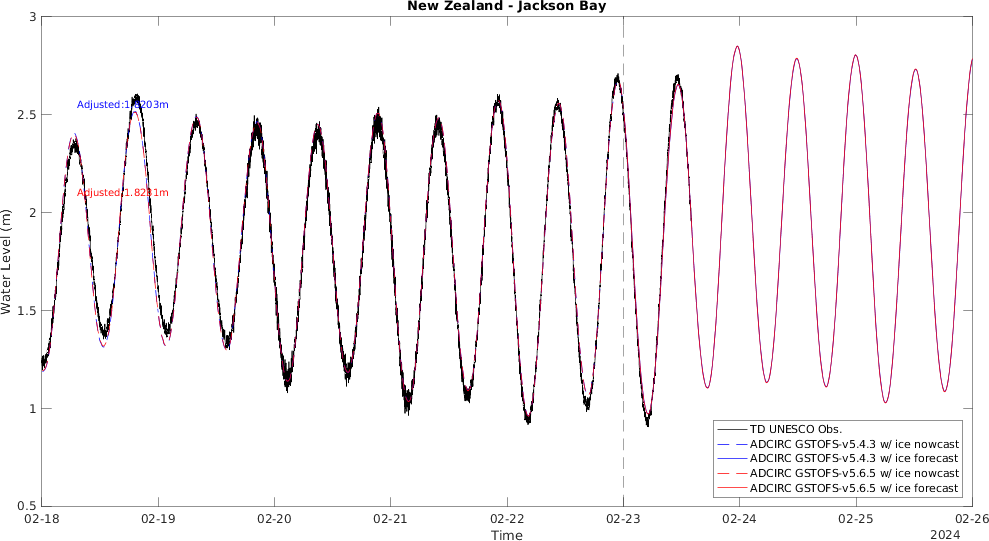 New Zealand - Jackson Bay
Water Level (m)
3
2.5
2
1.5
1
0.5
Adjusted:1.8203m
Adjusted:1.8231m
TD UNESCO Obs.
ADCIRC GSTOFS-v5.4.3 w/ ice nowcast
ADCIRC GSTOFS-v5.4.3 w/ ice forecast
ADCIRC GSTOFS-v5.6.5 w/ ice nowcast
ADCIRC GSTOFS-v5.6.5 w/ ice forecast
02-18 02-19 02-20 02-21 02-22 02-23 02-24 02-25 02-26
Time
2024